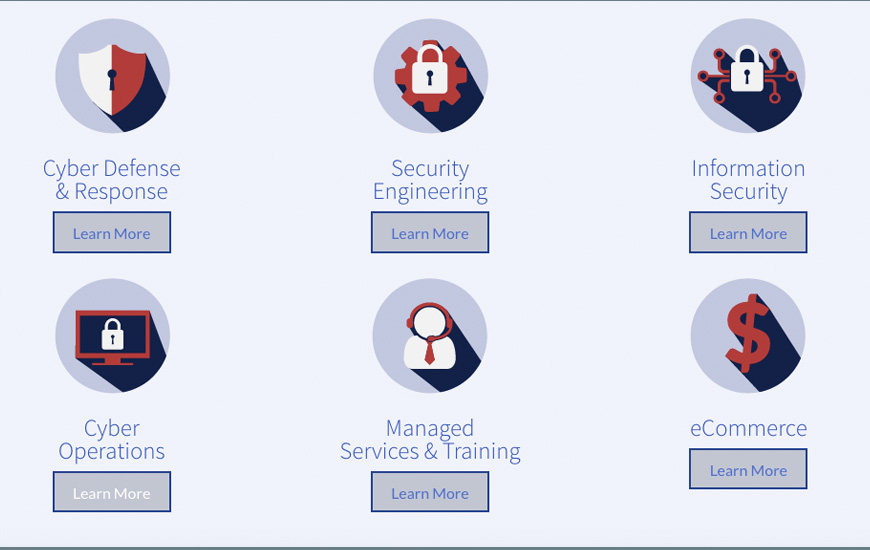 Cyber Defense
& Response
Learn More
Security
Engineering
Learn More
Information
Security
Learn More
Cyber
Operations
Learn More
Managed
Services & Training
Learn More
eCommerce
Learn More